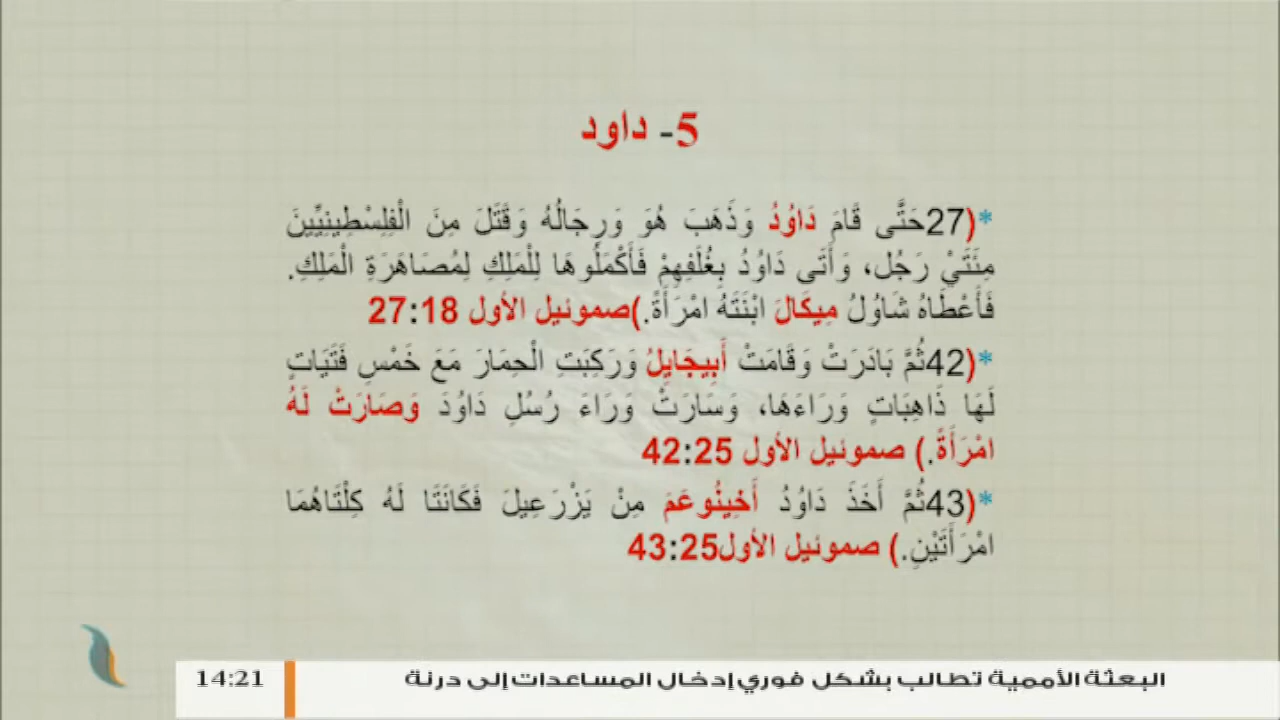 5- داود
*(27حَتَّى قَامَ دَاوُدُ وَذَهَبَ هُوَ وَرِجَالُهُ وَقَتَلَ مِنَ الْفِلِسْطِينِيِّينَ
مِئَتَيْ رَجُل، وَأَتَى دَاوُدُ بِغُلَفِهِمْ فَأَكْمَلُوهَا لِلْمَلِكِ لِمُصَاهَرَةِ الْمَلِكِ.
فَأَعْطَاهُ شَاوُلُ مِيكَالَ ابْنَتَهُ امْرَأَةً.)صموئيل الأول 27:18
*(42ثُمَّ بَادَرَتْ وَقَامَتْ أَبِيجَايِلُ وَرَكِبَتِ الْحِمَارَ مَعَ خَمْسِ فَتَيَاتٍ
لَهَا ذَاهِبَاتٍ وَرَاءَهَا، وَسَارَتْ وَرَاءَ رُسُلِ دَاوُدَ وَصَارَتْ لَهُ
امْرَأَةً.) صموئيل الأول 42:25
*(43ثُمَّ أَخَذَ دَاوُدُ أَخِينُوعَمَ مِنْ يَزْرَعِيلَ فَكَانَتَا لَهُ كِلْتَاهُمَا
امْرَأَتَيْنِ.) صموئيل الأول43:25
البعثة الأممية تطالب بشكل فوري إدخال المساعدات إلى درنة
14:21